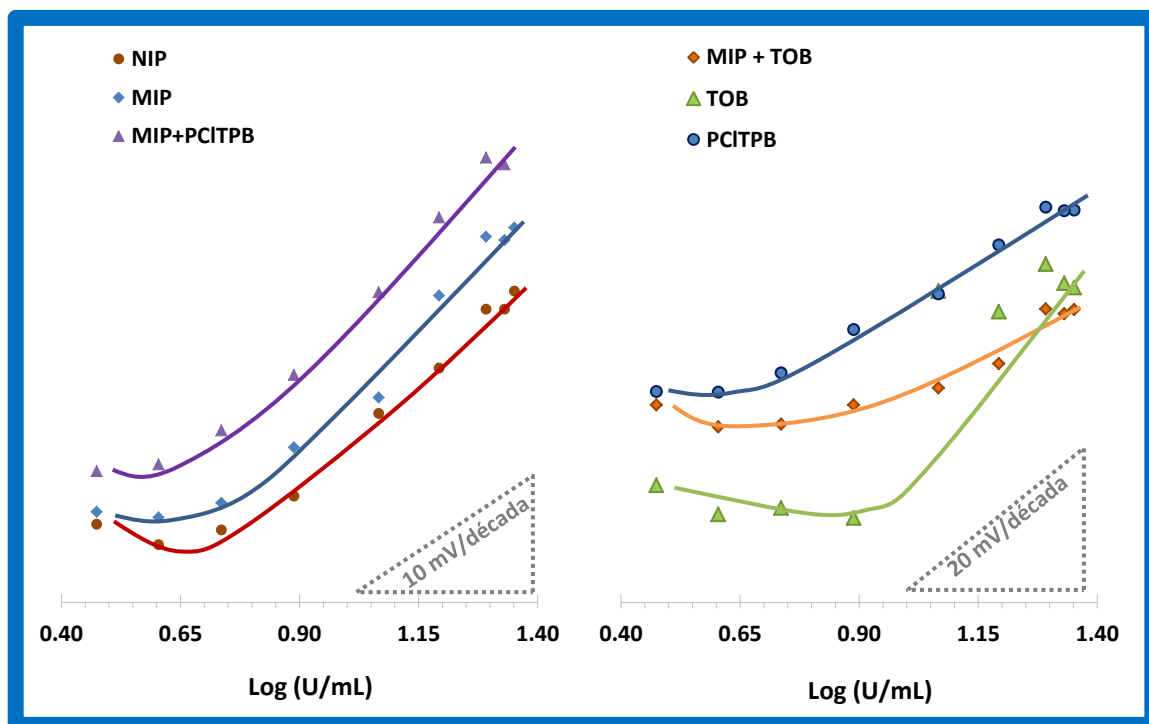 NIP
MIP
MIP+PClTPB
10 mV/década
0.40 0.65 0.90 1.15 1.40
Log (U/mL)
MIP + TOB
TOB
PClTPB
20 mV/década
0.40 0.65 0.90 1.15 1.40
Log (U/mL)